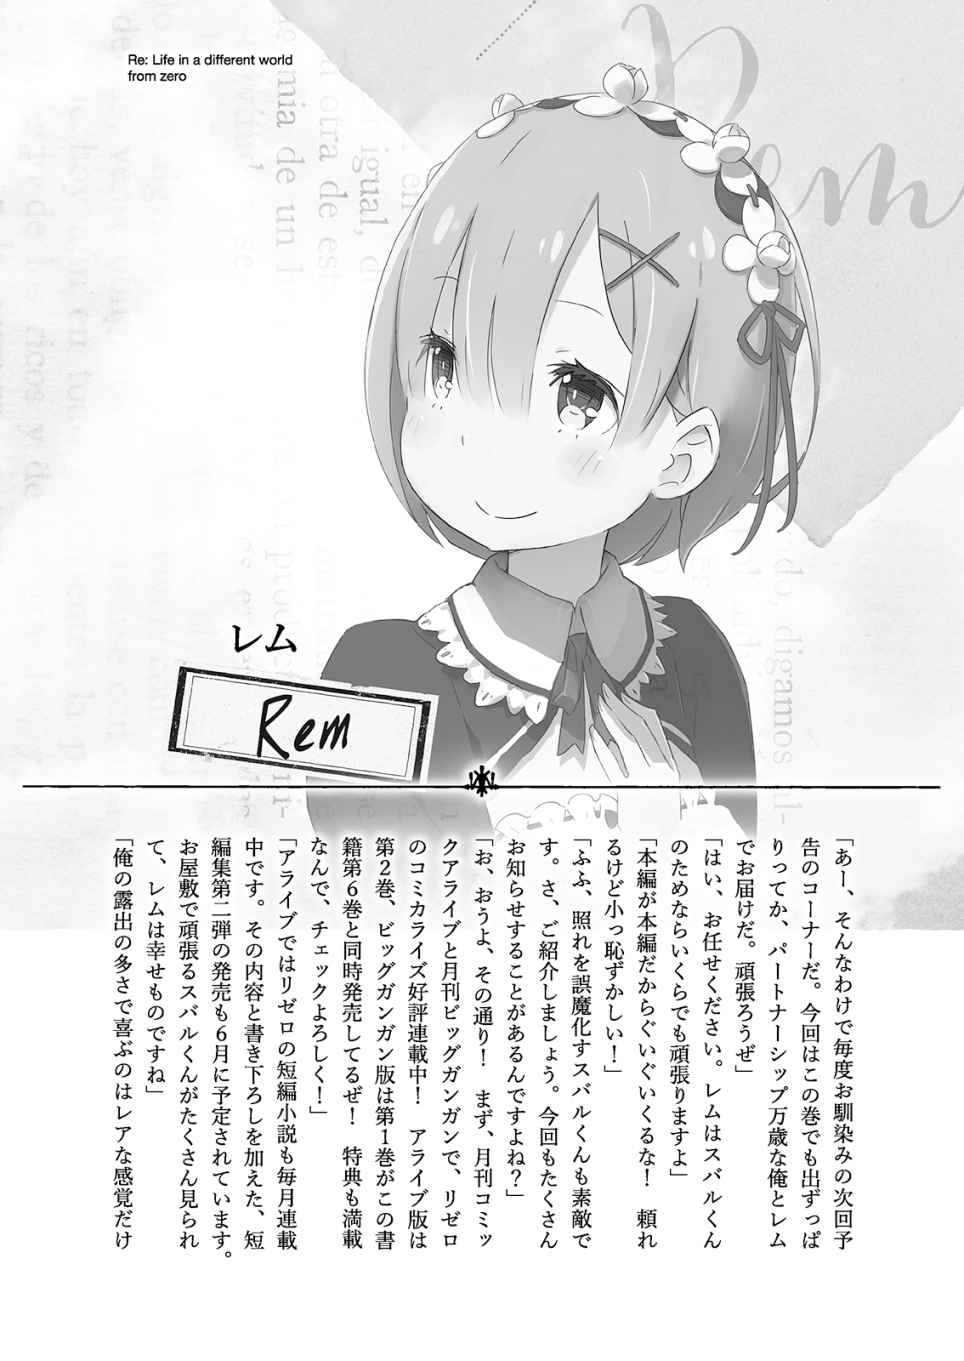 Re: Life in a different world
from zero
Rem
igual,
mia de un
otra de es
ricos y de
do, digamos
レム
Rem
「あー、そんなわけで毎度お馴染みの次回予
告のコーナーだ。今回はこの巻でも出ずっぱ
りってか、パートナーシップ万歳な俺とレム
でお届けだ。頑張ろうぜ」
「はい、お任せください。レムはスバルくん
のためならいくらでも頑張りますよ」
「本編が本編だからぐいぐいくるな！　頼れ
るけど小っ恥ずかしい！」
「ふふ、照れを誤魔化すスバルくんも素敵で
す。さ、ご紹介しましょう。今回もたくさん
お知らせすることがあるんですよね？」
「お、おうよ、その通り！　まず、月刊コミッ
クアライブと月刊ビッグガンガンで、リゼロ
のコミカライズ好評連載中！　アライブ版は
第２巻、ビッグガンガン版は第１巻がこの書
籍第６巻と同時発売してるぜ！　特典も満載
なんで、チェックよろしく！」
「アライブではリゼロの短編小説も毎月連載
中です。その内容と書き下ろしを加えた、短
編集第二弾の発売も６月に予定されています。
お屋敷で頑張るスバルくんがたくさん見られ
て、レムは幸せものですね」
「俺の露出の多さで喜ぶのはレアな感覚だけ